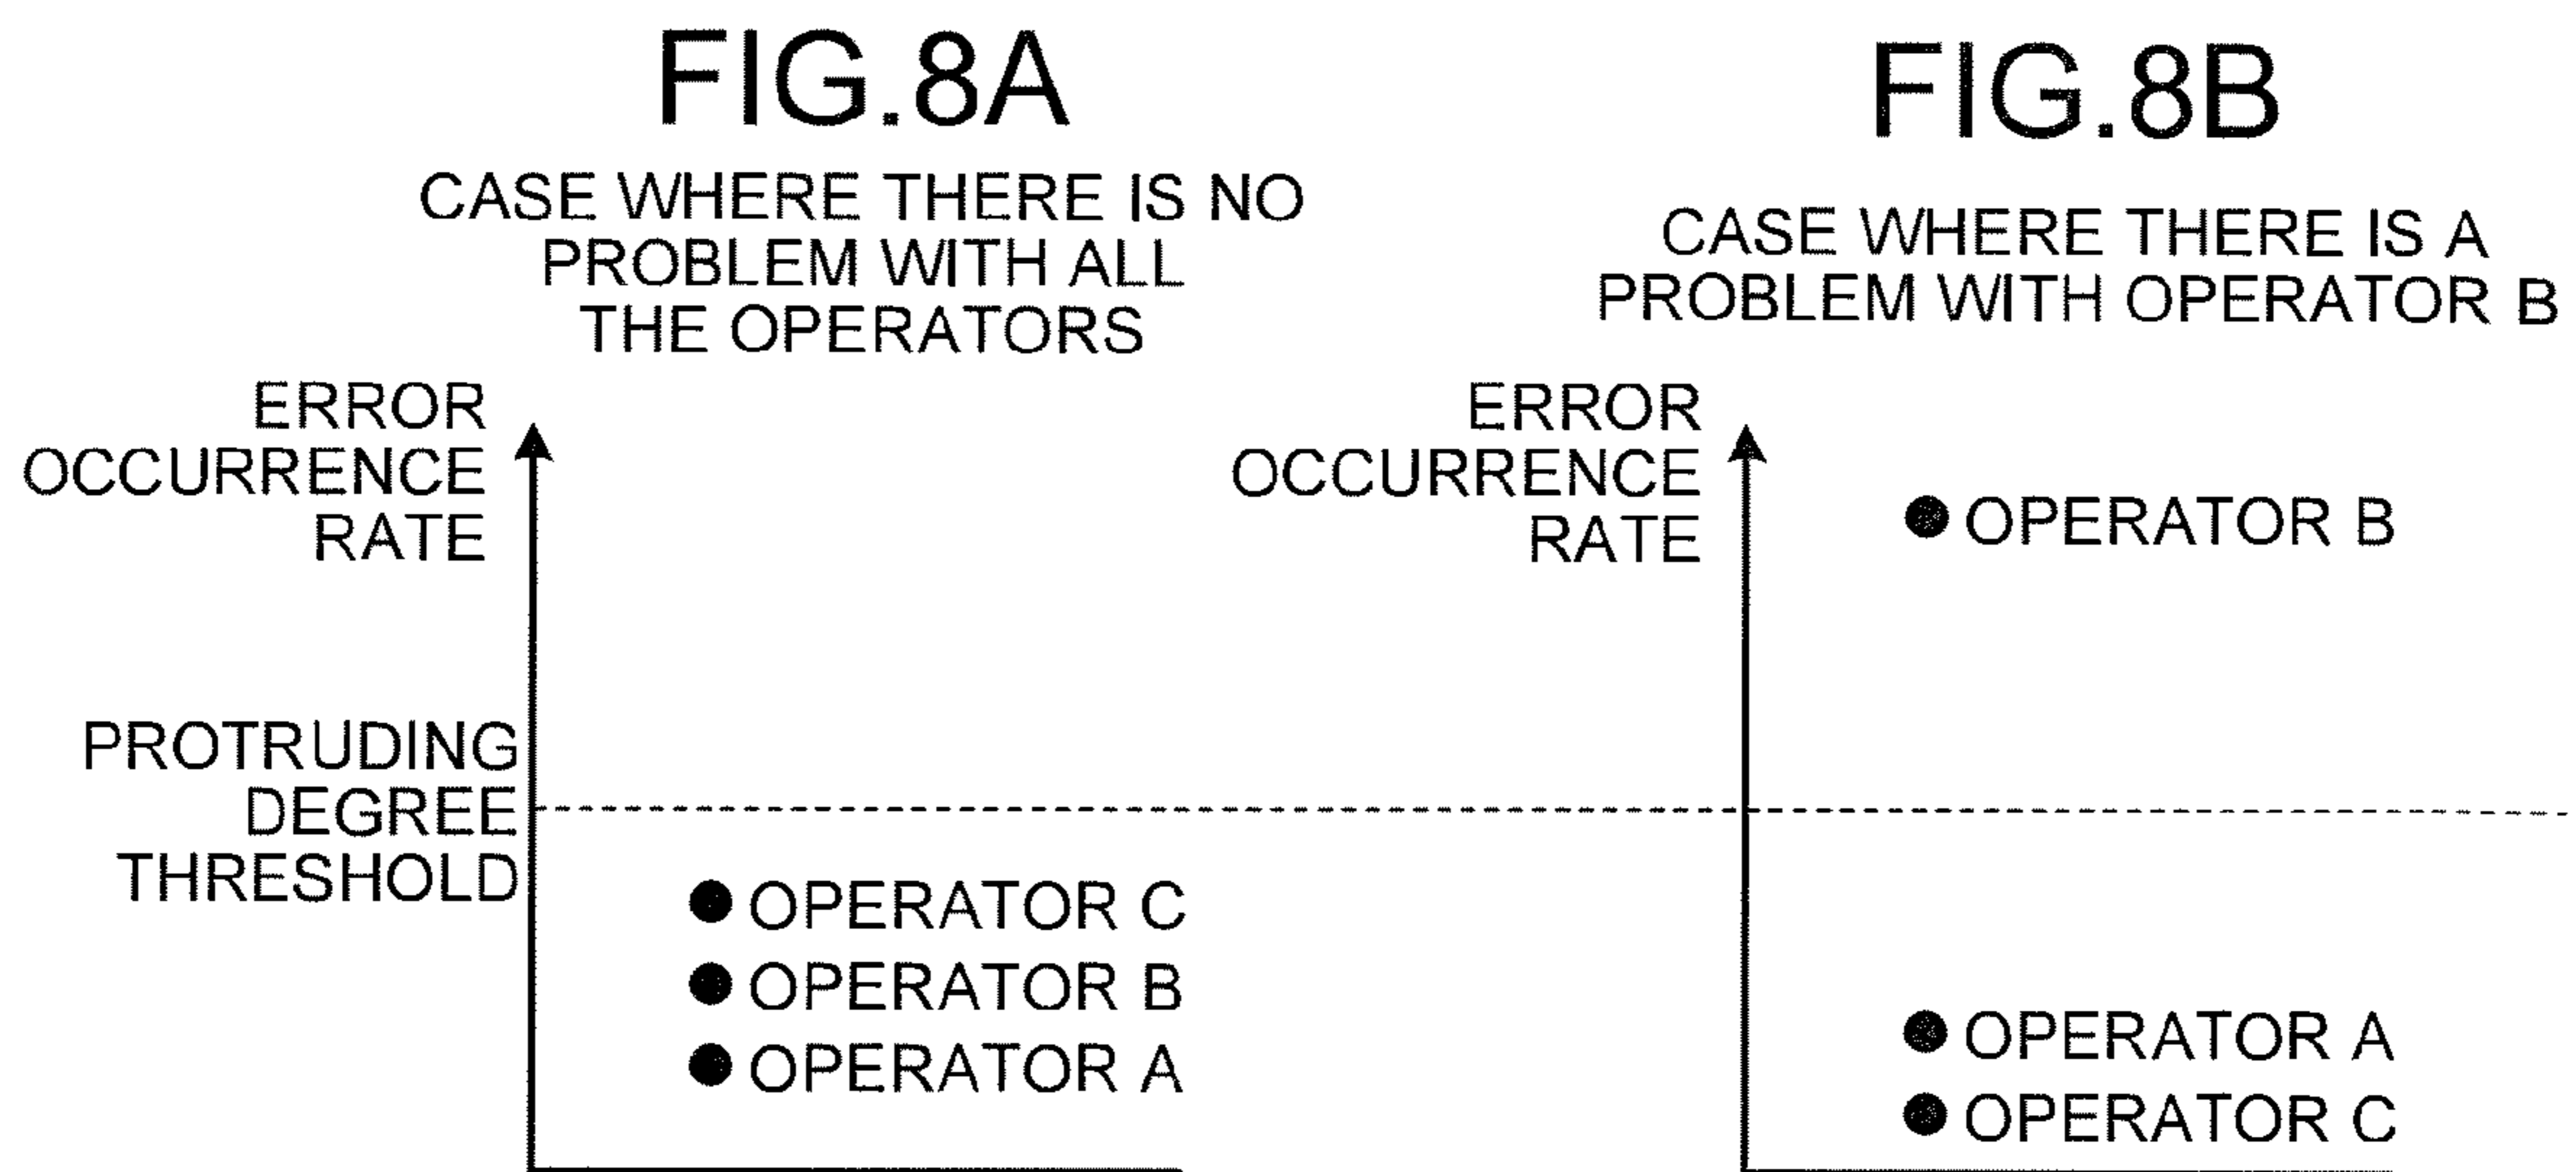 FIG.8A
CASE WHERE THERE IS NO
PROBLEM WITH ALL
THE OPERATORS
ERROR
OCCURRENCE
RATE
PROTRUDING
DEGREE
THRESHOLD
OPERATOR C
OPERATOR B
OPERATOR A
FIG.8B
CASE WHERE THERE IS A
PROBLEM WITH OPERATOR B
ERROR
OCCURRENCE
RATE
OPERATOR B
OPERATOR A
OPERATOR C